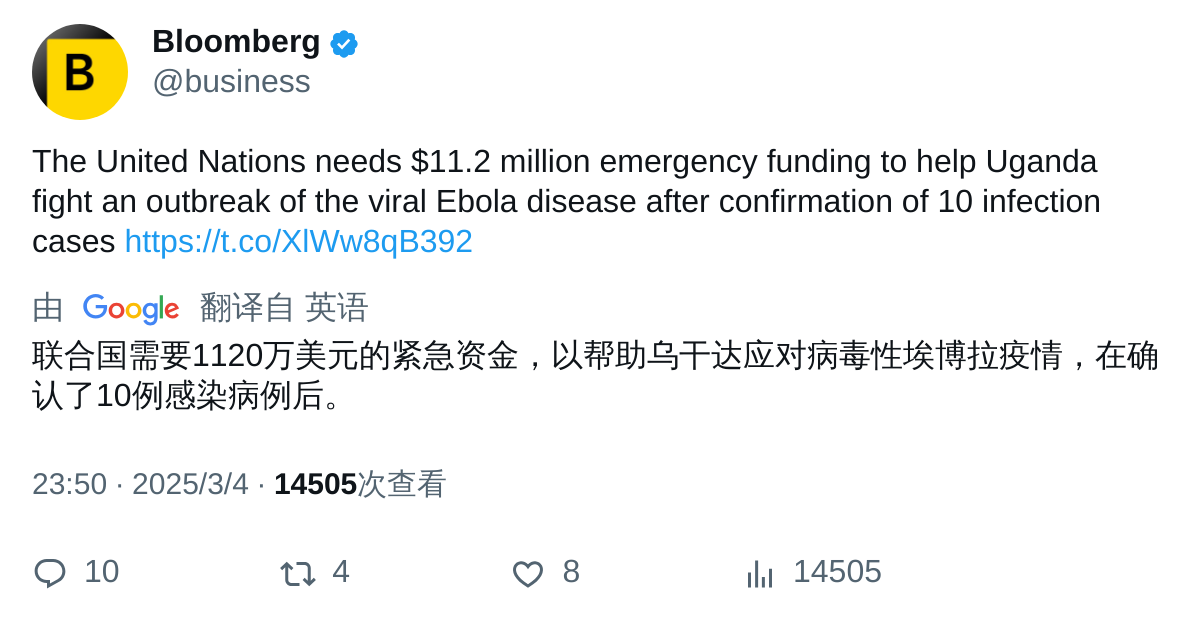 B
Bloomberg
@business
The United Nations needs $11.2 million emergency funding to help Uganda
fight an outbreak of the viral Ebola disease after confirmation of 10 infection
cases https://t.co/XlWw8qB392
由 Google 翻译自 英语
联合国需要1120万美元的紧急资金，以帮助乌干达应对病毒性埃博拉疫情，在确
认了10例感染病例后。
23:50 · 2025/3/4 · 14505次查看
10 4 8 14505